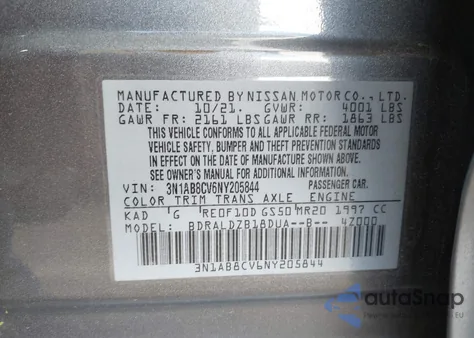 MANUFACTURED BY NISSAN MOTOR CO., LTD.
DATE: 10/21. GVWR: 4001 LBS
GAWR FR: 2161 LBS GAWR RR: 1863 LBS
THIS VEHICLE CONFORMS TO ALL APPLICABLE FEDERAL MOTOR
VEHICLE SAFETY, BUMPER AND THEFT PREVENTION STANDARDS
IN EFFECT ON THE DATE OF MANUFACTURE SHOWN ABOVE.
SEE OWNER'S MANUAL FOR ADDITIONAL INFORMATION.
VIN: 3N1AB8CV6NY205844 PASSENGER CAR.
COLOR TRIM TRANS AXLE ENGINE
KAD G RE0F10D GS50 MR20 1997 CC
MODEL: BDRALDZB18DUA--B-- 4Z000
3N1AB8CV6NY205844
autoSnap